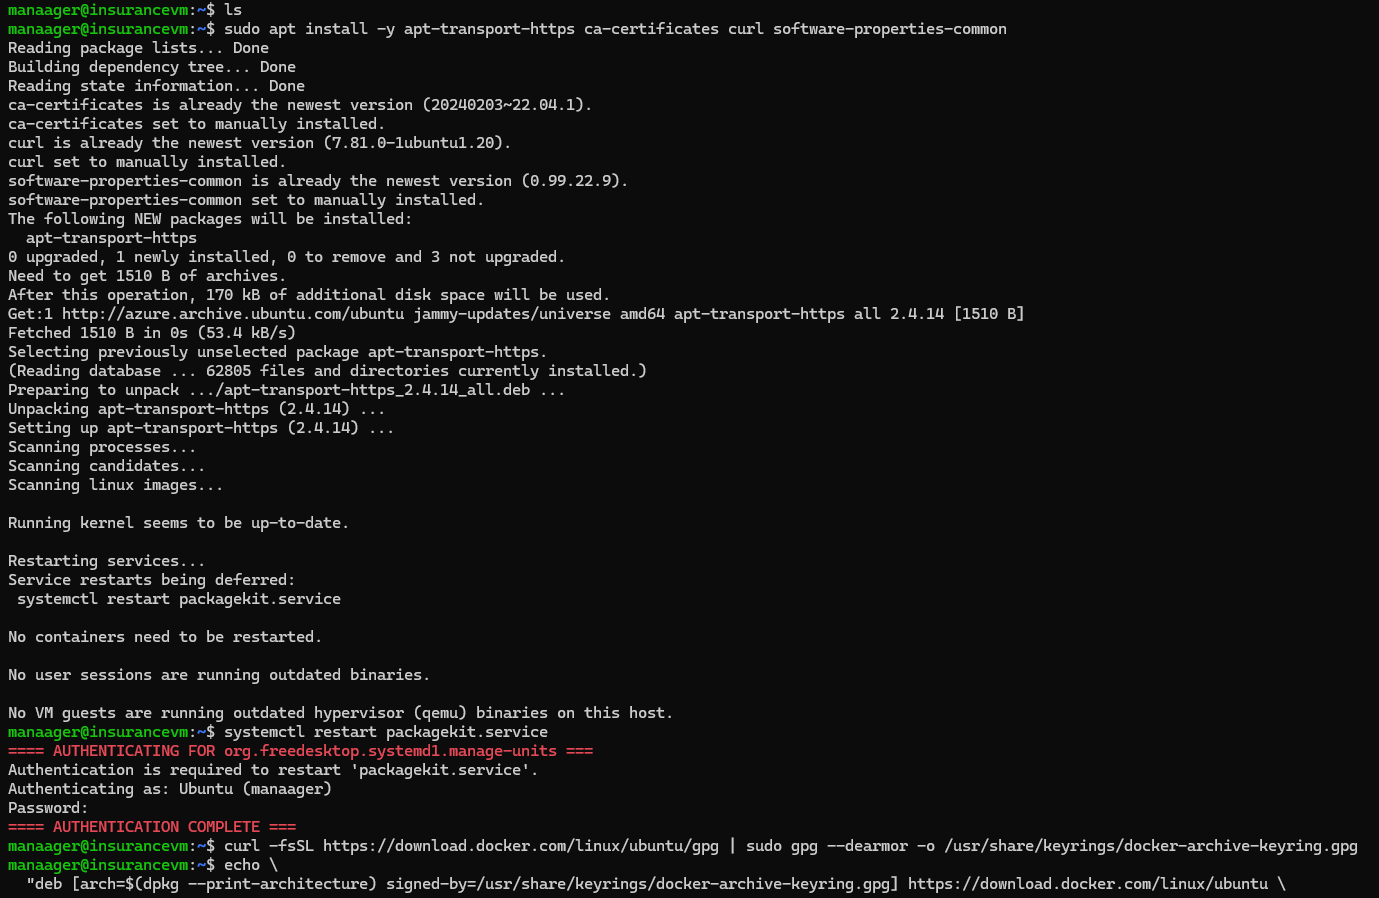 manaager@insurancevm:~$ ls
manaager@insurancevm:~$ sudo apt install -y apt-transport-https ca-certificates curl software-properties-common
Reading package lists... Done
Building dependency tree... Done
Reading state information... Done
ca-certificates is already the newest version (20240203~22.04.1).
ca-certificates set to manually installed.
curl is already the newest version (7.81.0-1ubuntu1.20).
curl set to manually installed.
software-properties-common is already the newest version (0.99.22.9).
software-properties-common set to manually installed.
The following NEW packages will be installed:
  apt-transport-https
0 upgraded, 1 newly installed, 0 to remove and 3 not upgraded.
Need to get 1510 B of archives.
After this operation, 170 kB of additional disk space will be used.
Get:1 http://azure.archive.ubuntu.com/ubuntu jammy-updates/universe amd64 apt-transport-https all 2.4.14 [1510 B]
Fetched 1510 B in 0s (53.4 kB/s)
Selecting previously unselected package apt-transport-https.
(Reading database ... 62805 files and directories currently installed.)
Preparing to unpack .../apt-transport-https_2.4.14_all.deb ...
Unpacking apt-transport-https (2.4.14) ...
Setting up apt-transport-https (2.4.14) ...
Scanning processes...
Scanning candidates...
Scanning linux images...

Running kernel seems to be up-to-date.

Restarting services...
Service restarts being deferred:
 systemctl restart packagekit.service

No containers need to be restarted.

No user sessions are running outdated binaries.

No VM guests are running outdated hypervisor (qemu) binaries on this host.
manaager@insurancevm:~$ systemctl restart packagekit.service
==== AUTHENTICATING FOR org.freedesktop.systemd1.manage-units ===
Authentication is required to restart 'packagekit.service'.
Authenticating as: Ubuntu (manaager)
Password:
==== AUTHENTICATION COMPLETE ===
manaager@insurancevm:~$ curl -fsSL https://download.docker.com/linux/ubuntu/gpg | sudo gpg --dearmor -o /usr/share/keyrings/docker-archive-keyring.gpg
manaager@insurancevm:~$ echo \
  "deb [arch=$(dpkg --print-architecture) signed-by=/usr/share/keyrings/docker-archive-keyring.gpg] https://download.docker.com/linux/ubuntu \